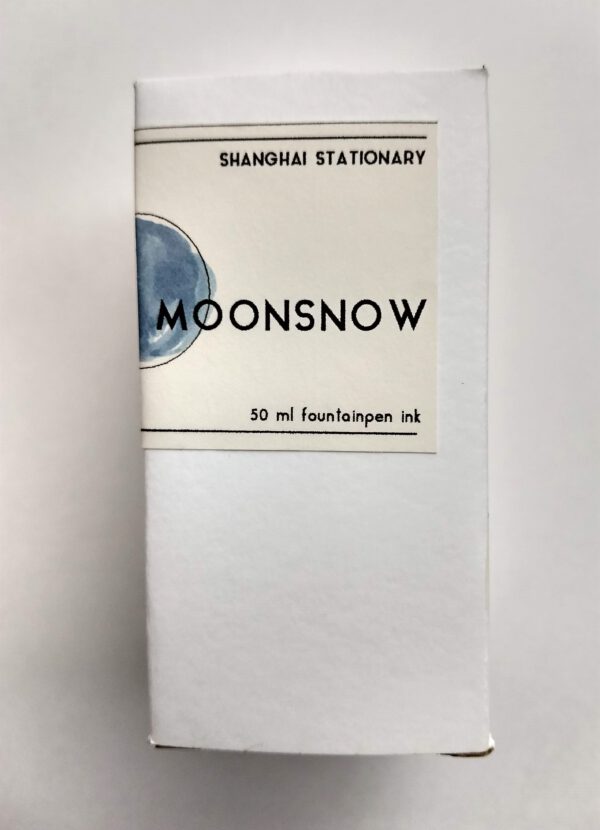 SHANGHAI STATIONARY
MOONSNOW
50 ml fountainpen ink